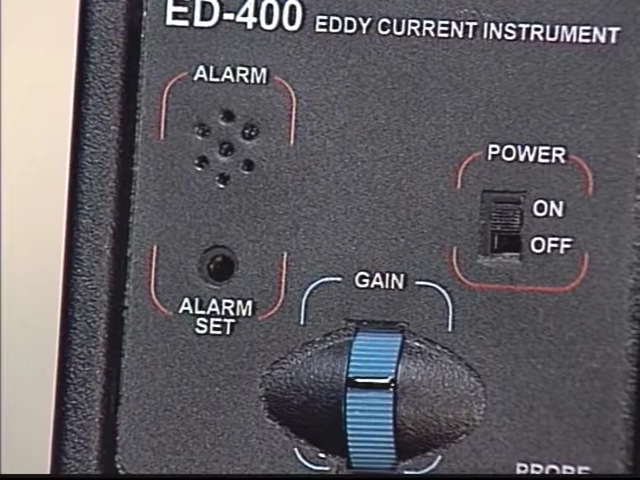 ED-400 EDDY CURRENT INSTRUMENT
ALARM
POWER
ON
OFF
ALARM
SET
GAIN
PROBE